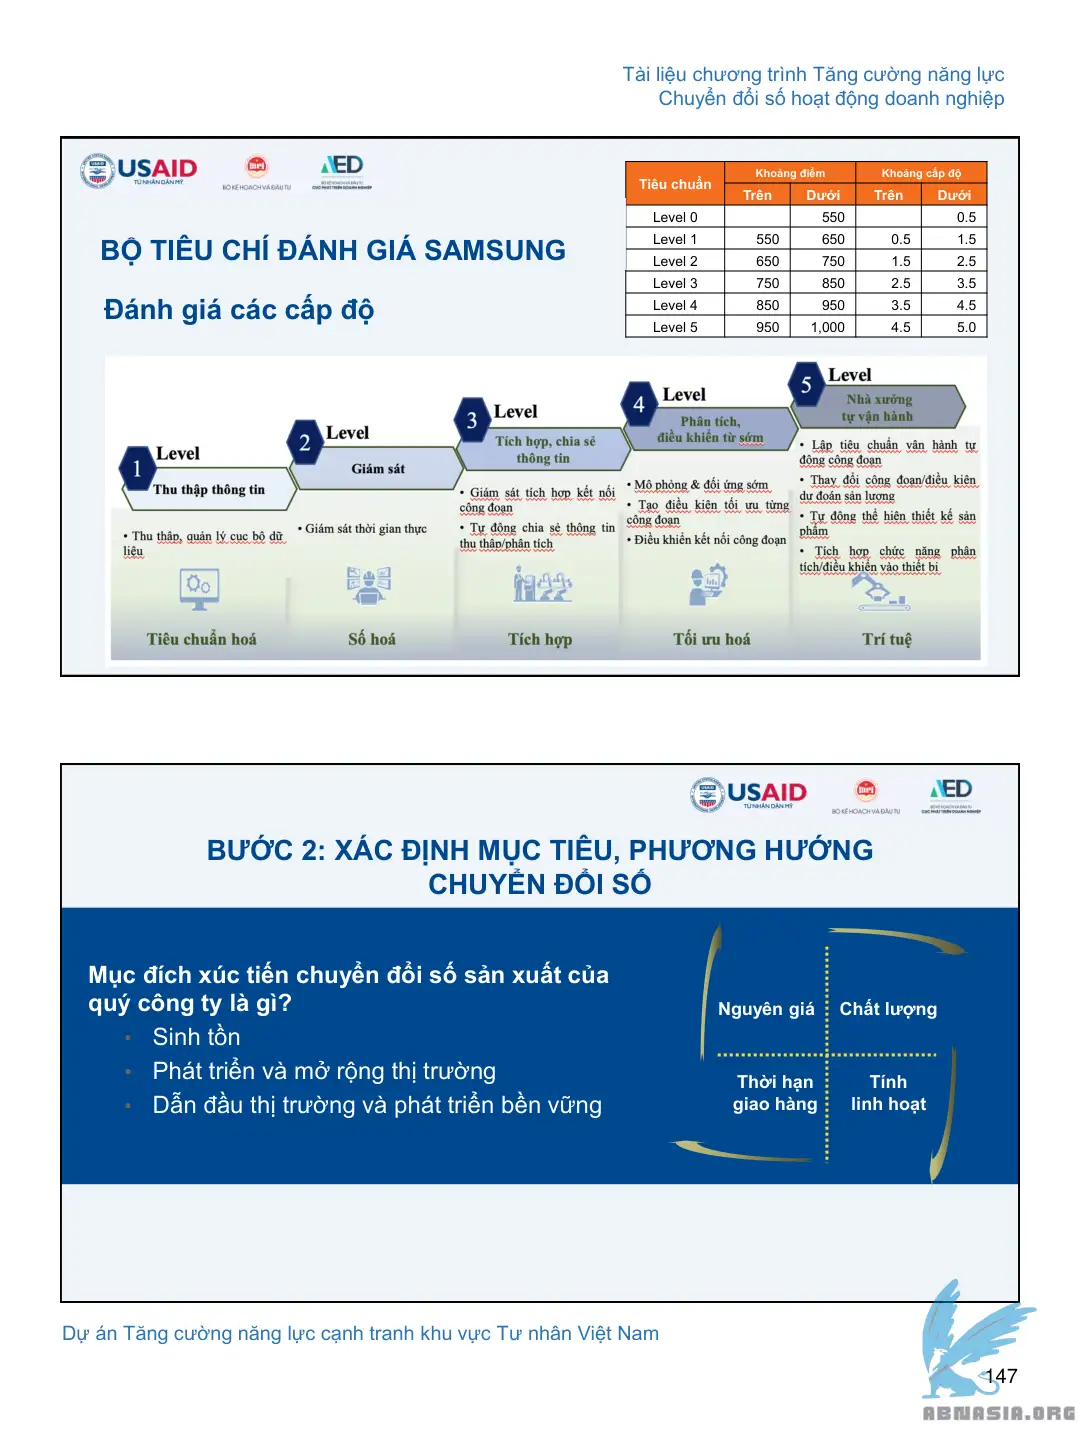 Tài liệu chương trình Tăng cường năng lực
Chuyển đổi số hoạt động doanh nghiệp
USAID
TỪ NHÂN DÂN MỸ
BỘ KẾ HOẠCH VÀ ĐẦU TƯ
AED
CỤC PHÁT TRIỂN DOANH NGHIỆP
Tiêu chuẩn Khoảng điểm Khoảng cấp độ
Trên Dưới Trên Dưới
Level 0 550 0.5
Level 1 550 650 0.5 1.5
Level 2 650 750 1.5 2.5
Level 3 750 850 2.5 3.5
Level 4 850 950 3.5 4.5
Level 5 950 1,000 4.5 5.0
BỘ TIÊU CHÍ ĐÁNH GIÁ SAMSUNG
Đánh giá các cấp độ
1 Level
Thu thập thông tin
• Thu thập, quản lý cục bộ dữ
liệu
Tiêu chuẩn hoá
2 Level
Giám sát
• Giám sát thời gian thực
Số hoá
3 Level
Tích hợp, chia sẻ
thông tin
• Giám sát tích hợp kết nối
công đoạn
• Tự động chia sẻ thông tin
thu thập/phân tích
Tích hợp
4 Level
Phân tích,
điều khiển từ sớm
• Mô phỏng & đối ứng sớm
• Tạo điều kiện tối ưu từng
công đoạn
• Điều khiển kết nối công đoạn
Tối ưu hoá
5 Level
Nhà xưởng
tự vận hành
• Lập tiêu chuẩn vận hành tự
động công đoạn
• Thay đổi công đoạn/điều kiện
dự đoán sản lượng
• Tự động thể hiện thiết kế sản
phẩm
• Tích hợp chức năng phân
tích/điều khiển vào thiết bị
Trí tuệ
USAID
TỪ NHÂN DÂN MỸ
BỘ KẾ HOẠCH VÀ ĐẦU TƯ
AED
CỤC PHÁT TRIỂN DOANH NGHIỆP
BƯỚC 2: XÁC ĐỊNH MỤC TIÊU, PHƯƠNG HƯỚNG
CHUYỂN ĐỔI SỐ
Mục đích xúc tiến chuyển đổi số sản xuất của
quý công ty là gì?
• Sinh tồn
• Phát triển và mở rộng thị trường
• Dẫn đầu thị trường và phát triển bền vững
Nguyên giá Chất lượng
Thời hạn
giao hàng
Tính
linh hoạt
Dự án Tăng cường năng lực cạnh tranh khu vực Tư nhân Việt Nam
147
ABNASIA.ORG